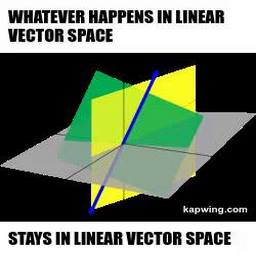 WHATEVER HAPPENS IN LINEAR
VECTOR SPACE
kapwing.com
STAYS IN LINEAR VECTOR SPACE